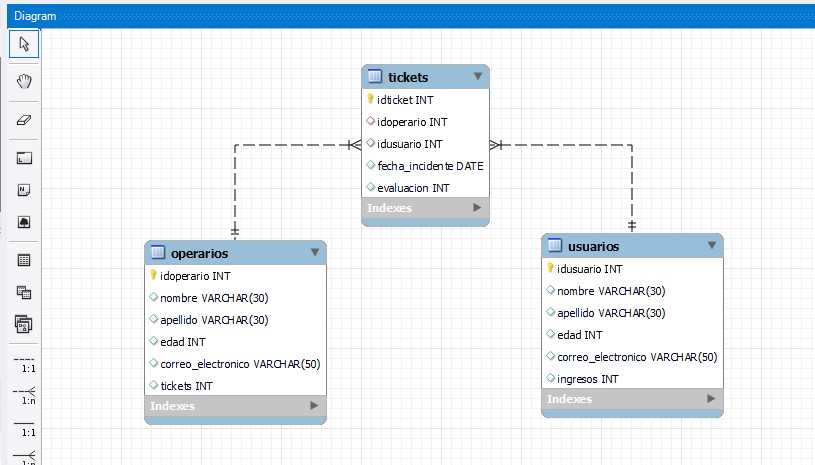 Diagram
tickets
idticket INT
idoperario INT
idusuario INT
fecha_incidente DATE
evaluacion INT
Indexes
operarios
idoperario INT
nombre VARCHAR(30)
apellido VARCHAR(30)
edad INT
correo_electronico VARCHAR(50)
tickets INT
Indexes
usuarios
idusuario INT
nombre VARCHAR(30)
apellido VARCHAR(30)
edad INT
correo_electronico VARCHAR(50)
ingresos INT
Indexes
1:1
1:n
1:1
1:n